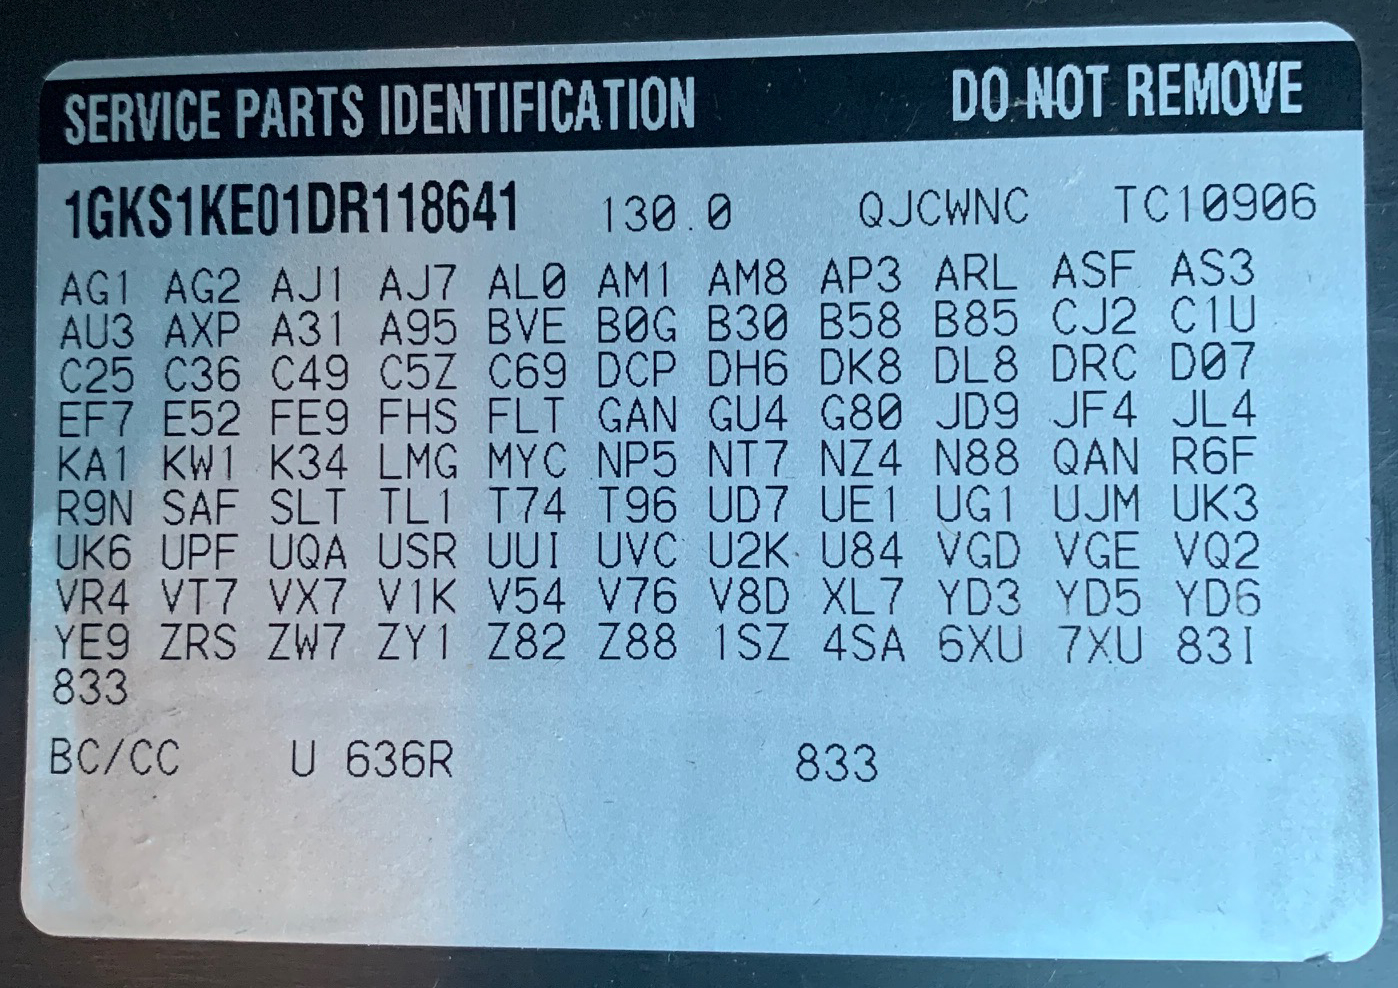 SERVICE PARTS IDENTIFICATION DO NOT REMOVE
1GKS1KE01DR118641 130.0 QJCWNC TC10906
AG1 AG2 AJ1 AJ7 AL0 AM1 AM8 AP3 ARL ASF AS3
AU3 AXP A31 A95 BVE B0G B30 B58 B85 CJ2 C1U
C25 C36 C49 C5Z C69 DCP DH6 DK8 DL8 DRC D07
EF7 E52 FE9 FHS FLT GAN GU4 G80 JD9 JF4 JL4
KA1 KW1 K34 LMG MYC NP5 NT7 NZ4 N88 QAN R6F
R9N SAF SLT TL1 T74 T96 UD7 UE1 UG1 UJM UK3
UK6 UPF UQA USR UUI UVC U2K U84 VGD VGE VQ2
VR4 VT7 VX7 V1K V54 V76 V8D XL7 YD3 YD5 YD6
YE9 ZRS ZW7 ZY1 Z82 Z88 1SZ 4SA 6XU 7XU 83I
833
BC/CC U 636R 833